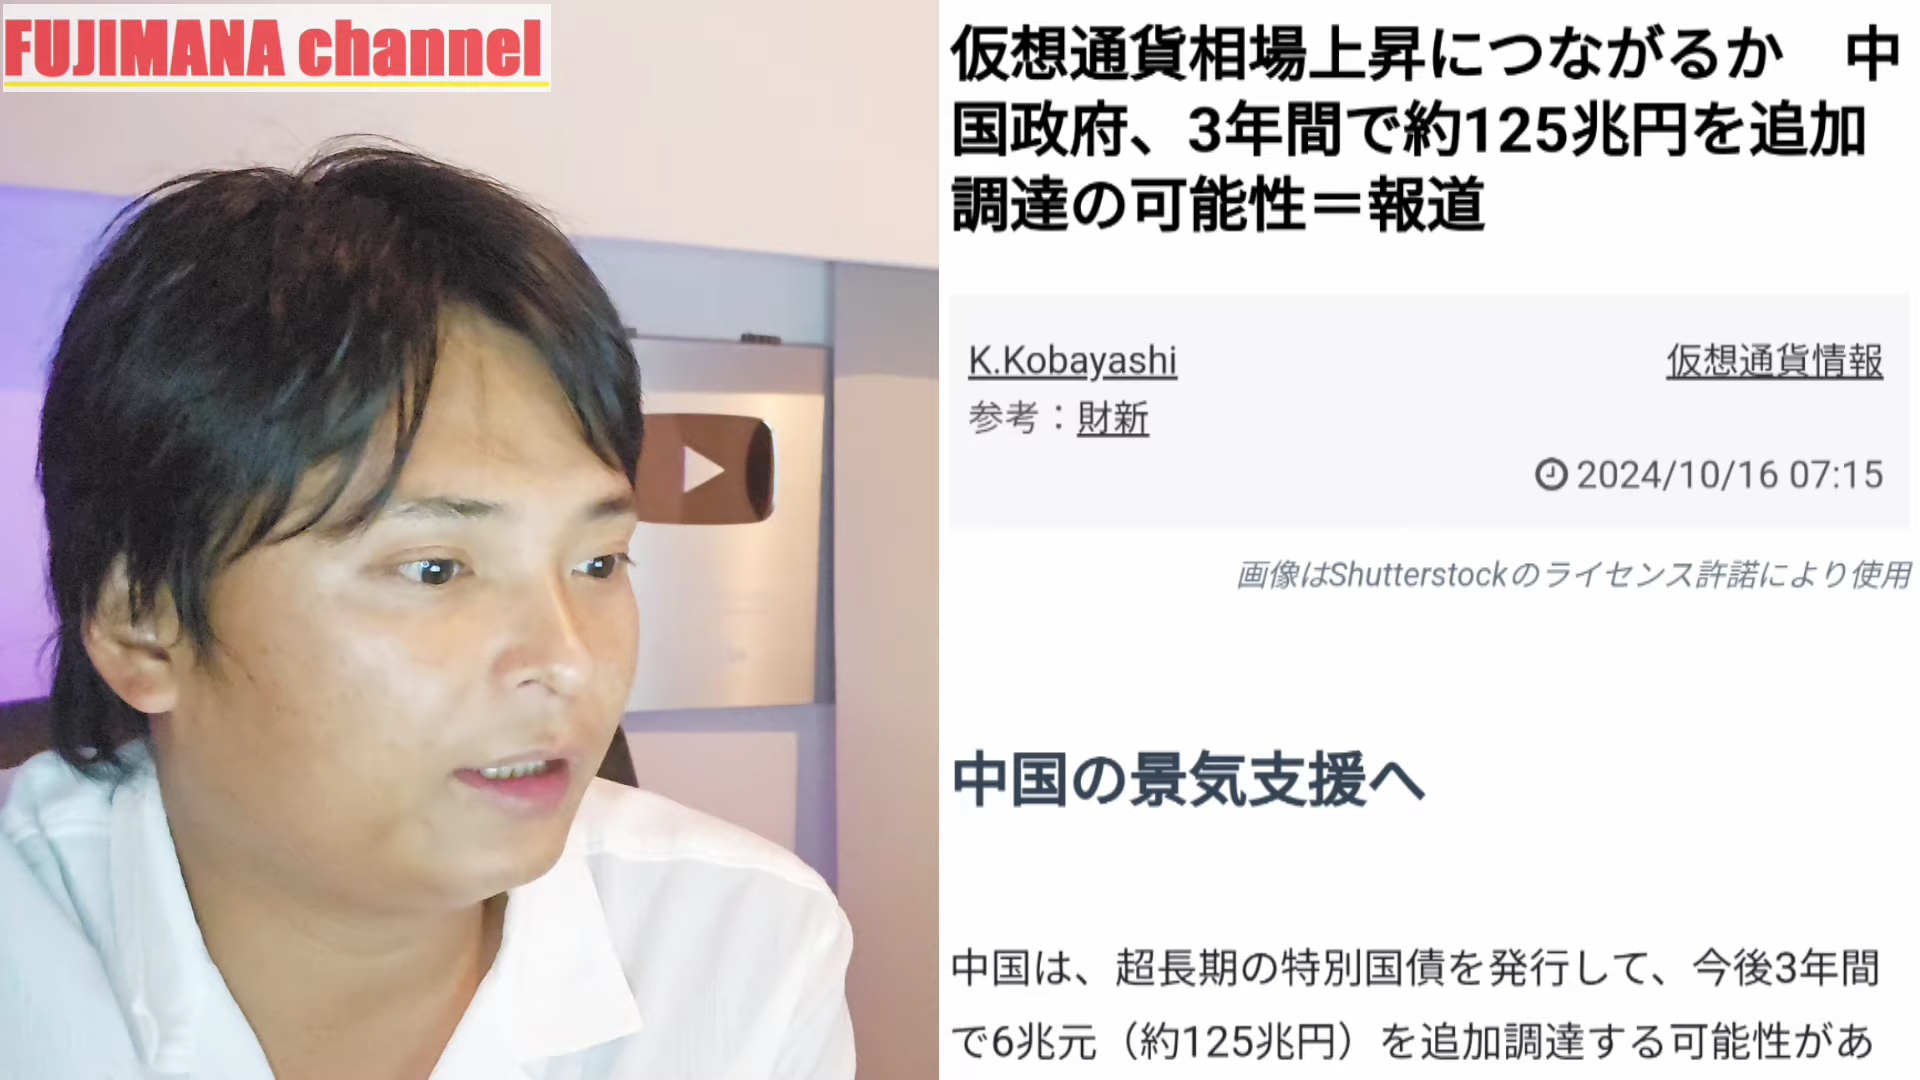 FUJIMANA channel
仮想通貨相場上昇につながるか　中
国政府、3年間で約125兆円を追加
調達の可能性＝報道
K.Kobayashi
仮想通貨情報
参考：財新
2024/10/16 07:15
画像はShutterstockのライセンス許諾により使用
中国の景気支援へ
中国は、超長期の特別国債を発行して、今後3年間
で6兆元（約125兆円）を追加調達する可能性があ